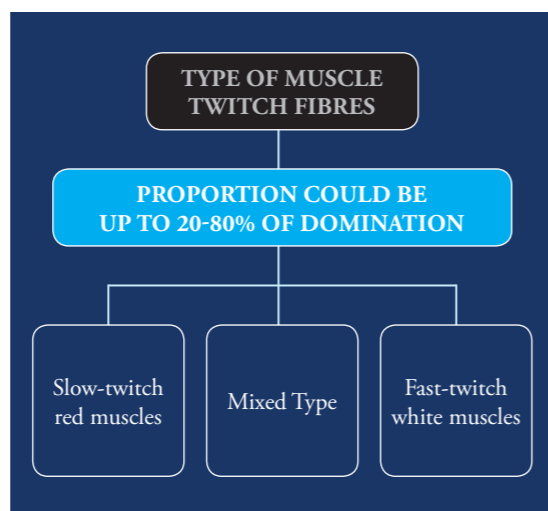 TYPE OF MUSCLE
TWITCH FIBRES
PROPORTION COULD BE
UP TO 20-80% OF DOMINATION
Slow-twitch
red muscles
Mixed Type
Fast-twitch
white muscles